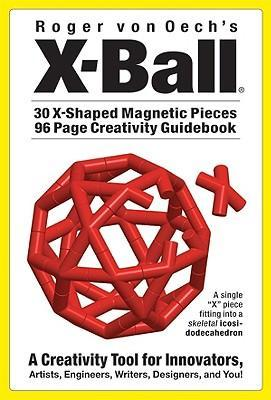 Roger von Oech's
X-Ball®
30 X-Shaped Magnetic Pieces
96 Page Creativity Guidebook
A single
"X" piece
fitting into a
skeletal icosi-
dodecahedron
A Creativity Tool for Innovators,
Artists, Engineers, Writers, Designers, and You!